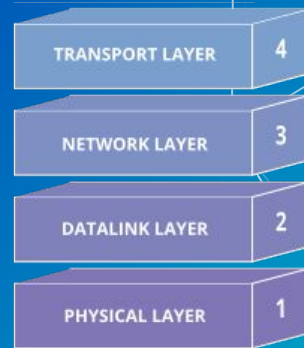 TRANSPORT LAYER 4
NETWORK LAYER 3
DATALINK LAYER 2
PHYSICAL LAYER 1